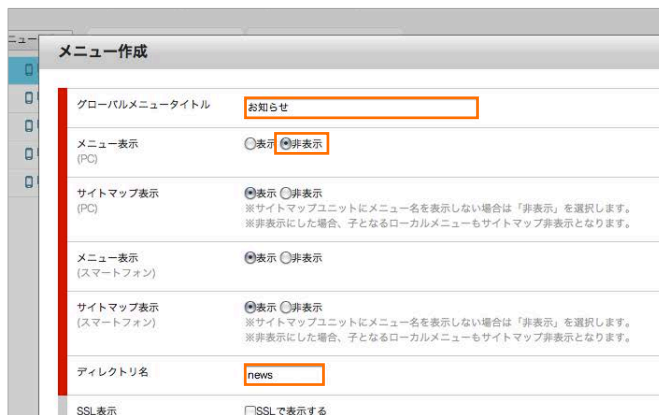 メニュー作成
グローバルメニュータイトル
お知らせ
メニュー表示
(PC)
表示 非表示
サイトマップ表示
(PC)
表示 非表示
※サイトマップユニットにメニュー名を表示しない場合は「非表示」を選択します。
※非表示にした場合、子となるローカルメニューもサイトマップ非表示となります。
メニュー表示
(スマートフォン)
表示 非表示
サイトマップ表示
(スマートフォン)
表示 非表示
※サイトマップユニットにメニュー名を表示しない場合は「非表示」を選択します。
※非表示にした場合、子となるローカルメニューもサイトマップ非表示となります。
ディレクトリ名
news
SSL表示
SSLで表示する